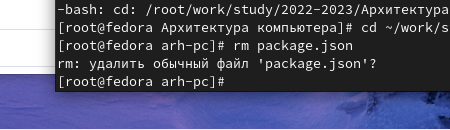 -bash: cd: /root/work/study/2022-2023/Архитектура
[root@fedora Архитектура компьютера]# cd ~/work/s
[root@fedora arh-pc]# rm package.json
rm: удалить обычный файл 'package.json'?
[root@fedora arh-pc]#